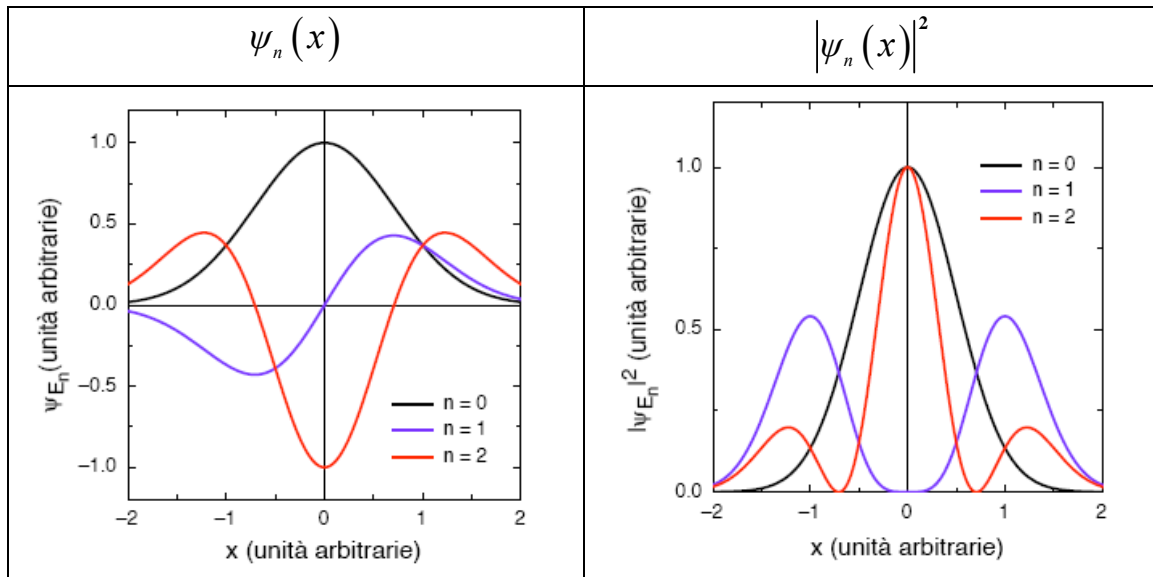 ψₙ(x)
|ψₙ(x)|²
1.0
0.5
0.0
−0.5
−1.0
−2
−1
0
1
2
ψEₙ(unità arbitrarie)
x (unità arbitrarie)
n = 0
n = 1
n = 2
1.0
0.5
0.0
−2
−1
0
1
2
|ψEₙ|² (unità arbitrarie)
x (unità arbitrarie)
n = 0
n = 1
n = 2